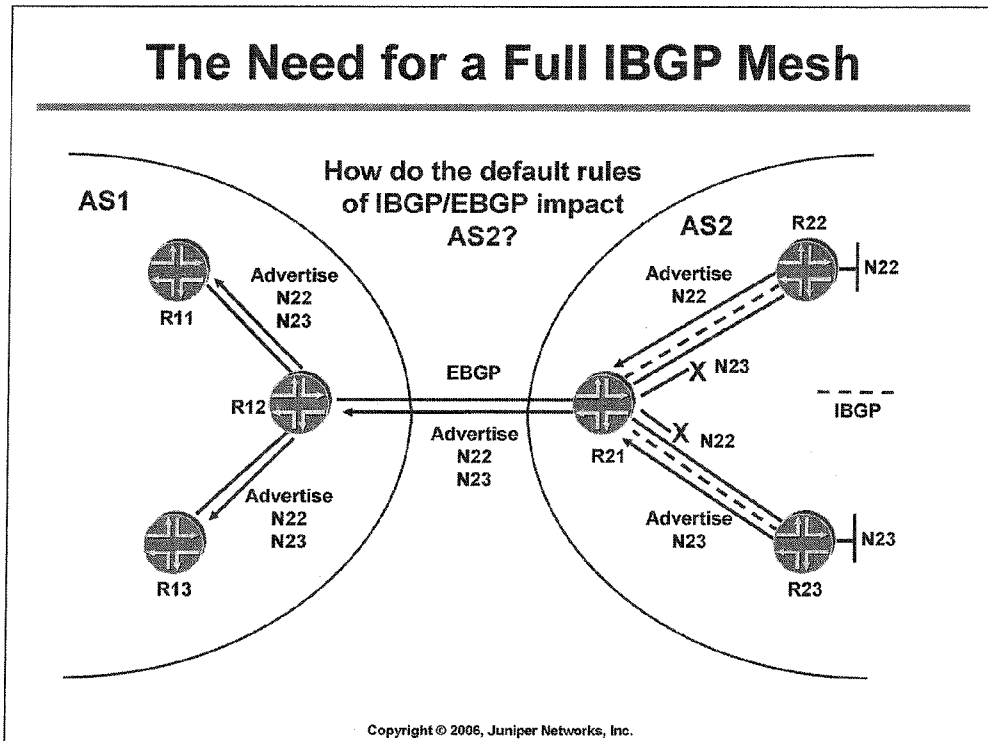 The Need for a Full IBGP Mesh
How do the default rules
of IBGP/EBGP impact
AS2?
AS1
AS2
R22
N22
Advertise
N22
N23
R11
Advertise
N22
X N23
EBGP
IBGP
R12
X N22
R21
Advertise
N22
N23
Advertise
N22
N23
Advertise
N23
N23
R13
R23
Copyright © 2006, Juniper Networks, Inc.